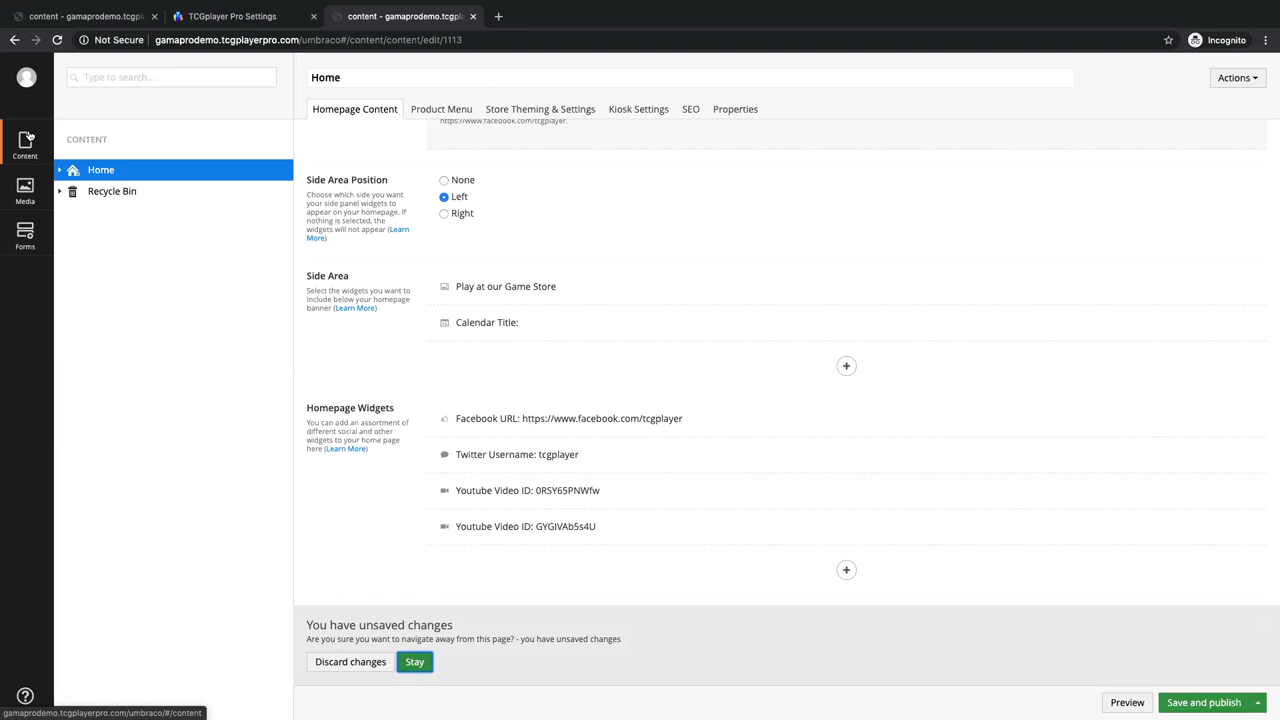 content - gamaprodemo.tcgpl
TCGplayer Pro Settings
content - gamaprodemo.tcgpl
Not Secure
gamaprodemo.tcgplayerpro.com/umbraco#/content/content/edit/1113
Incognito
Type to search...
Home
Actions
Homepage Content
Product Menu
Store Theming & Settings
Kiosk Settings
SEO
Properties
Content
Media
Forms
CONTENT
Home
Recycle Bin
https://www.facebook.com/tcgplayer.
Side Area Position
Choose which side you want
your side panel widgets to
appear on your homepage. If
nothing is selected, the
widgets will not appear (Learn
More)
None
Left
Right
Side Area
Select the widgets you want to
include below your homepage
banner (Learn More)
Play at our Game Store
Calendar Title:
Homepage Widgets
You can add an assortment of
different social and other
widgets to your home page
here (Learn More)
Facebook URL: https://www.facebook.com/tcgplayer
Twitter Username: tcgplayer
Youtube Video ID: 0RSY65PNWfw
Youtube Video ID: GYGIVAb5s4U
You have unsaved changes
Are you sure you want to navigate away from this page? - you have unsaved changes
Discard changes
Stay
Preview
Save and publish
gamaprodemo.tcgplayerpro.com/umbraco/#/content